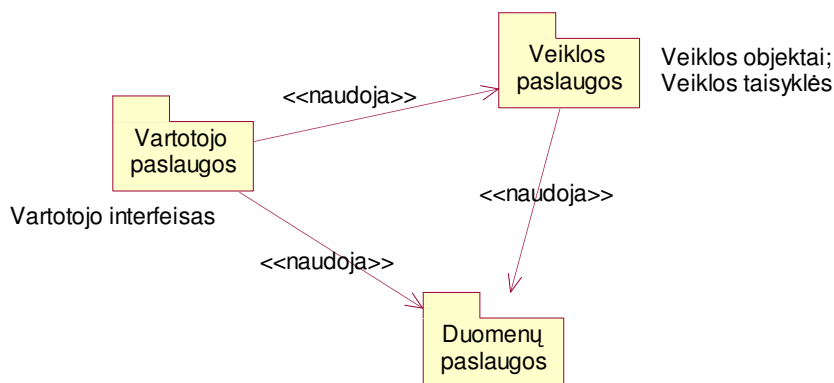 Veiklos
paslaugos
Veiklos objektai;
Veiklos taisyklės
<<naudoja>>
Vartotojo
paslaugos
<<naudoja>>
Vartotojo interfeisas
<<naudoja>>
Duomenų
paslaugos